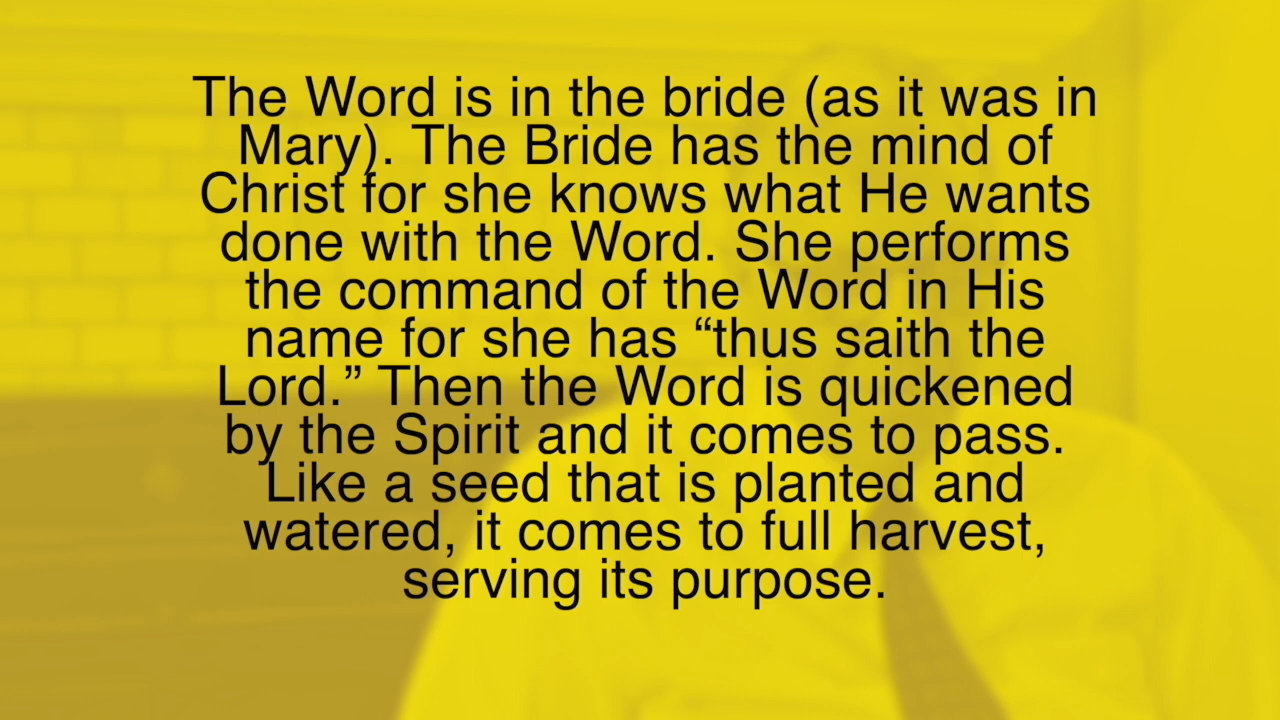 The Word is in the bride (as it was in
Mary). The Bride has the mind of
Christ for she knows what He wants
done with the Word. She performs
the command of the Word in His
name for she has “thus saith the
Lord.” Then the Word is quickened
by the Spirit and it comes to pass.
Like a seed that is planted and
watered, it comes to full harvest,
serving its purpose.